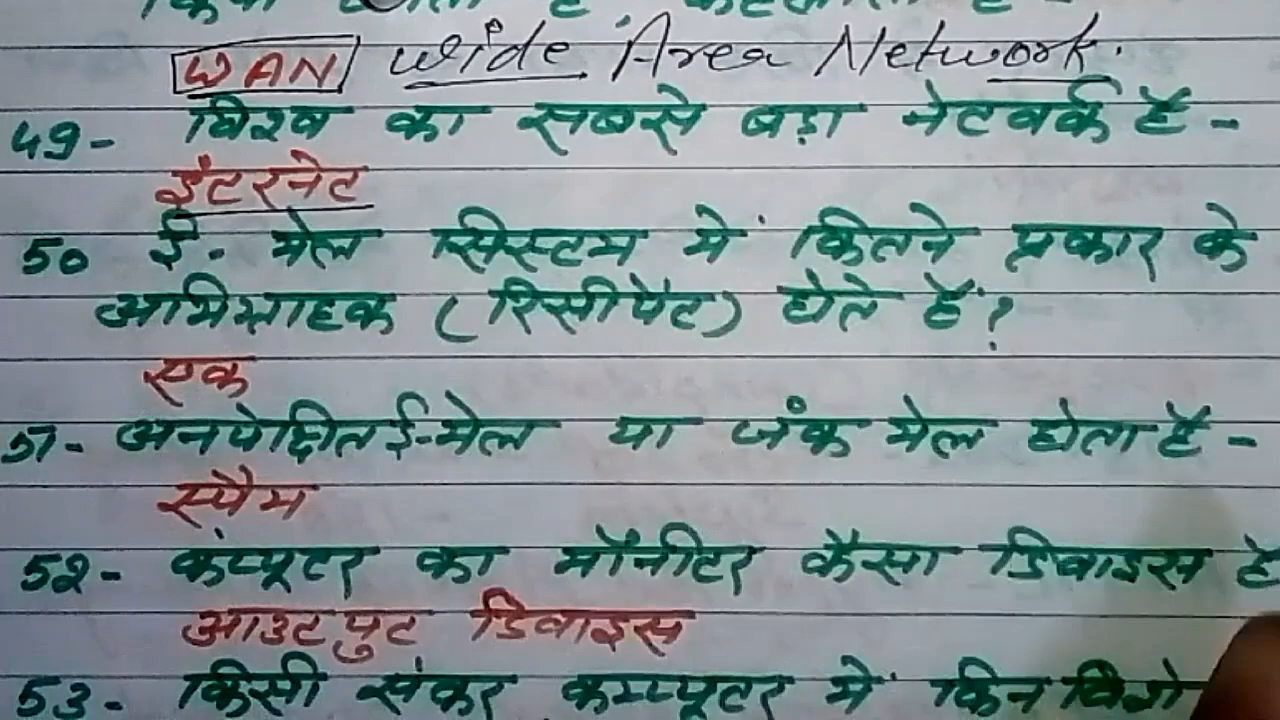 WAN Wide Area Network.
49- विश्व का सबसे बड़ा नेटवर्क है -
इंटरनेट
50 ई. मेल सिस्टम में कितने प्रकार के
अभिग्राहक (रिसीपेंट) होते हैं?
एक
51- अनपेक्षित ई-मेल या जंक मेल होता है -
स्पैम
52- कंप्यूटर का मॉनीटर कैसा डिवाइस है
आउटपुट डिवाइस
53- किसी संकर कम्प्यूटर में किन